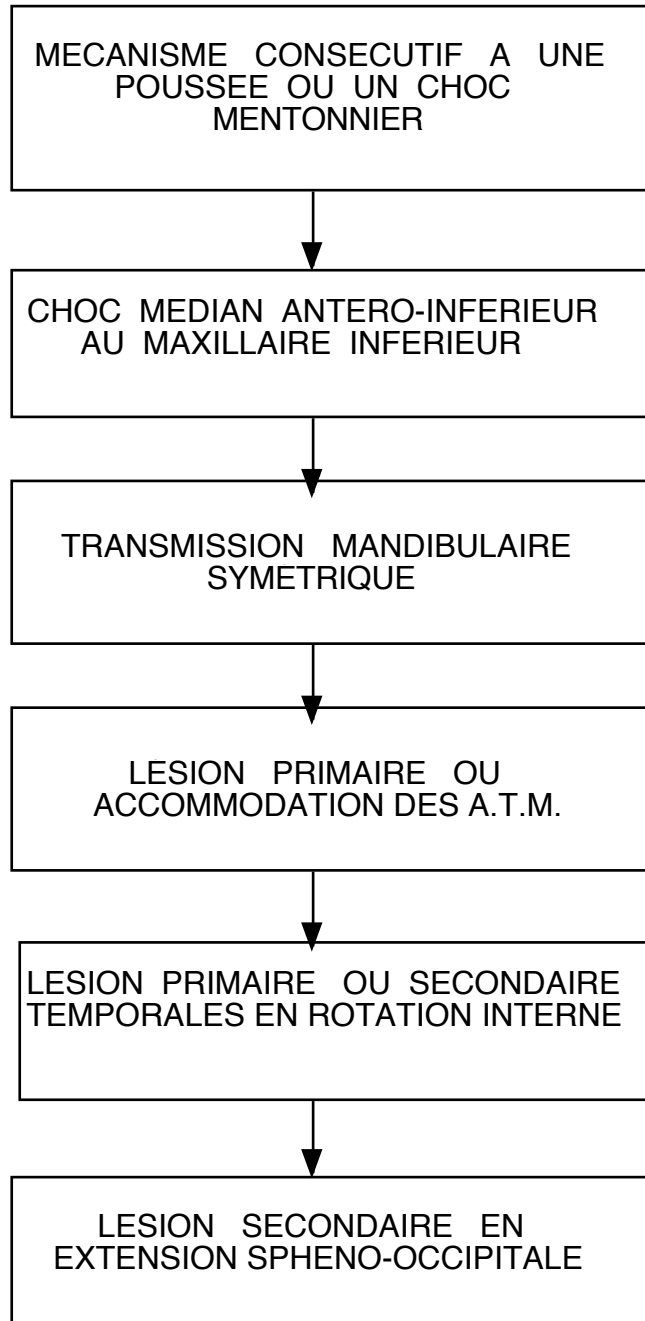 MECANISME CONSECUTIF A UNE
POUSSEE OU UN CHOC
MENTONNIER
CHOC MEDIAN ANTERO-INFERIEUR
AU MAXILLAIRE INFERIEUR
TRANSMISSION MANDIBULAIRE
SYMETRIQUE
LESION PRIMAIRE OU
ACCOMMODATION DES A.T.M.
LESION PRIMAIRE OU SECONDAIRE
TEMPORALES EN ROTATION INTERNE
LESION SECONDAIRE EN
EXTENSION SPHENO-OCCIPITALE